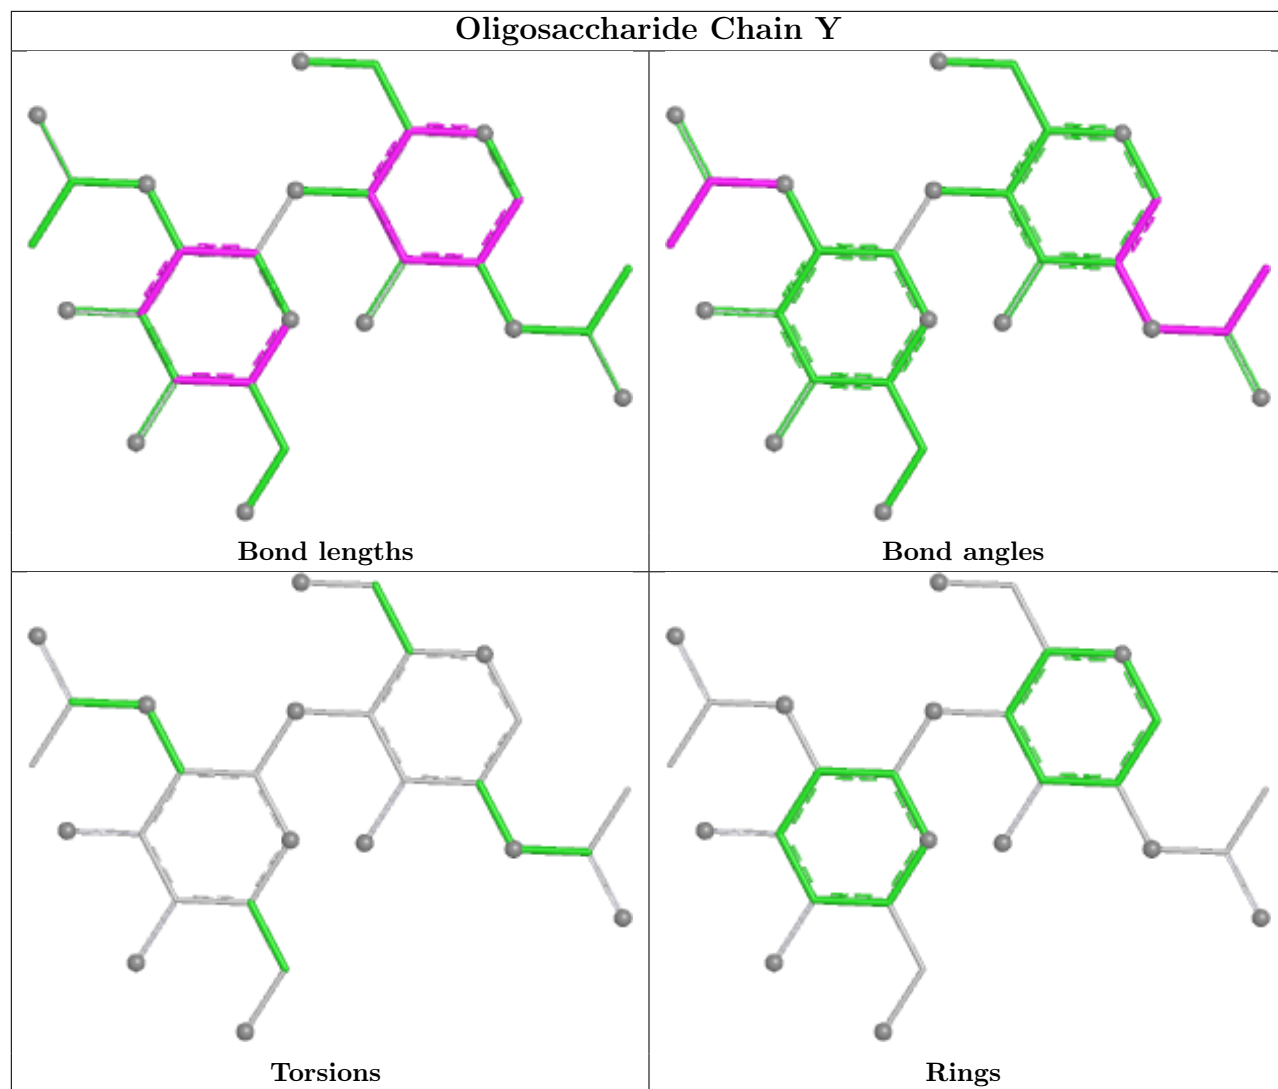 Oligosaccharide Chain Y
Bond lengths
Bond angles
Torsions
Rings